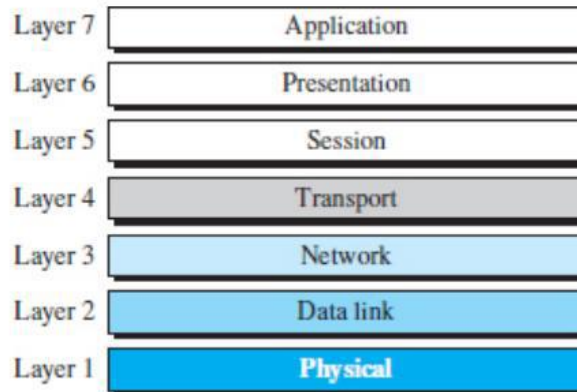 Layer 7 Application
Layer 6 Presentation
Layer 5 Session
Layer 4 Transport
Layer 3 Network
Layer 2 Data link
Layer 1 Physical